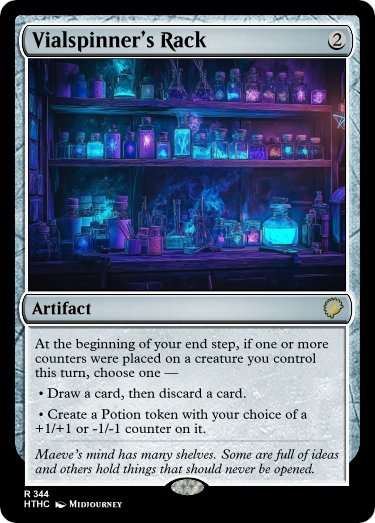 Vialspinner's Rack 2
Artifact
At the beginning of your end step, if one or more
counters were placed on a creature you control
this turn, choose one —
• Draw a card, then discard a card.
• Create a Potion token with your choice of a
+1/+1 or -1/-1 counter on it.
Maeve's mind has many shelves. Some are full of ideas
and others hold things that should never be opened.
R 344
HTHC Midjourney